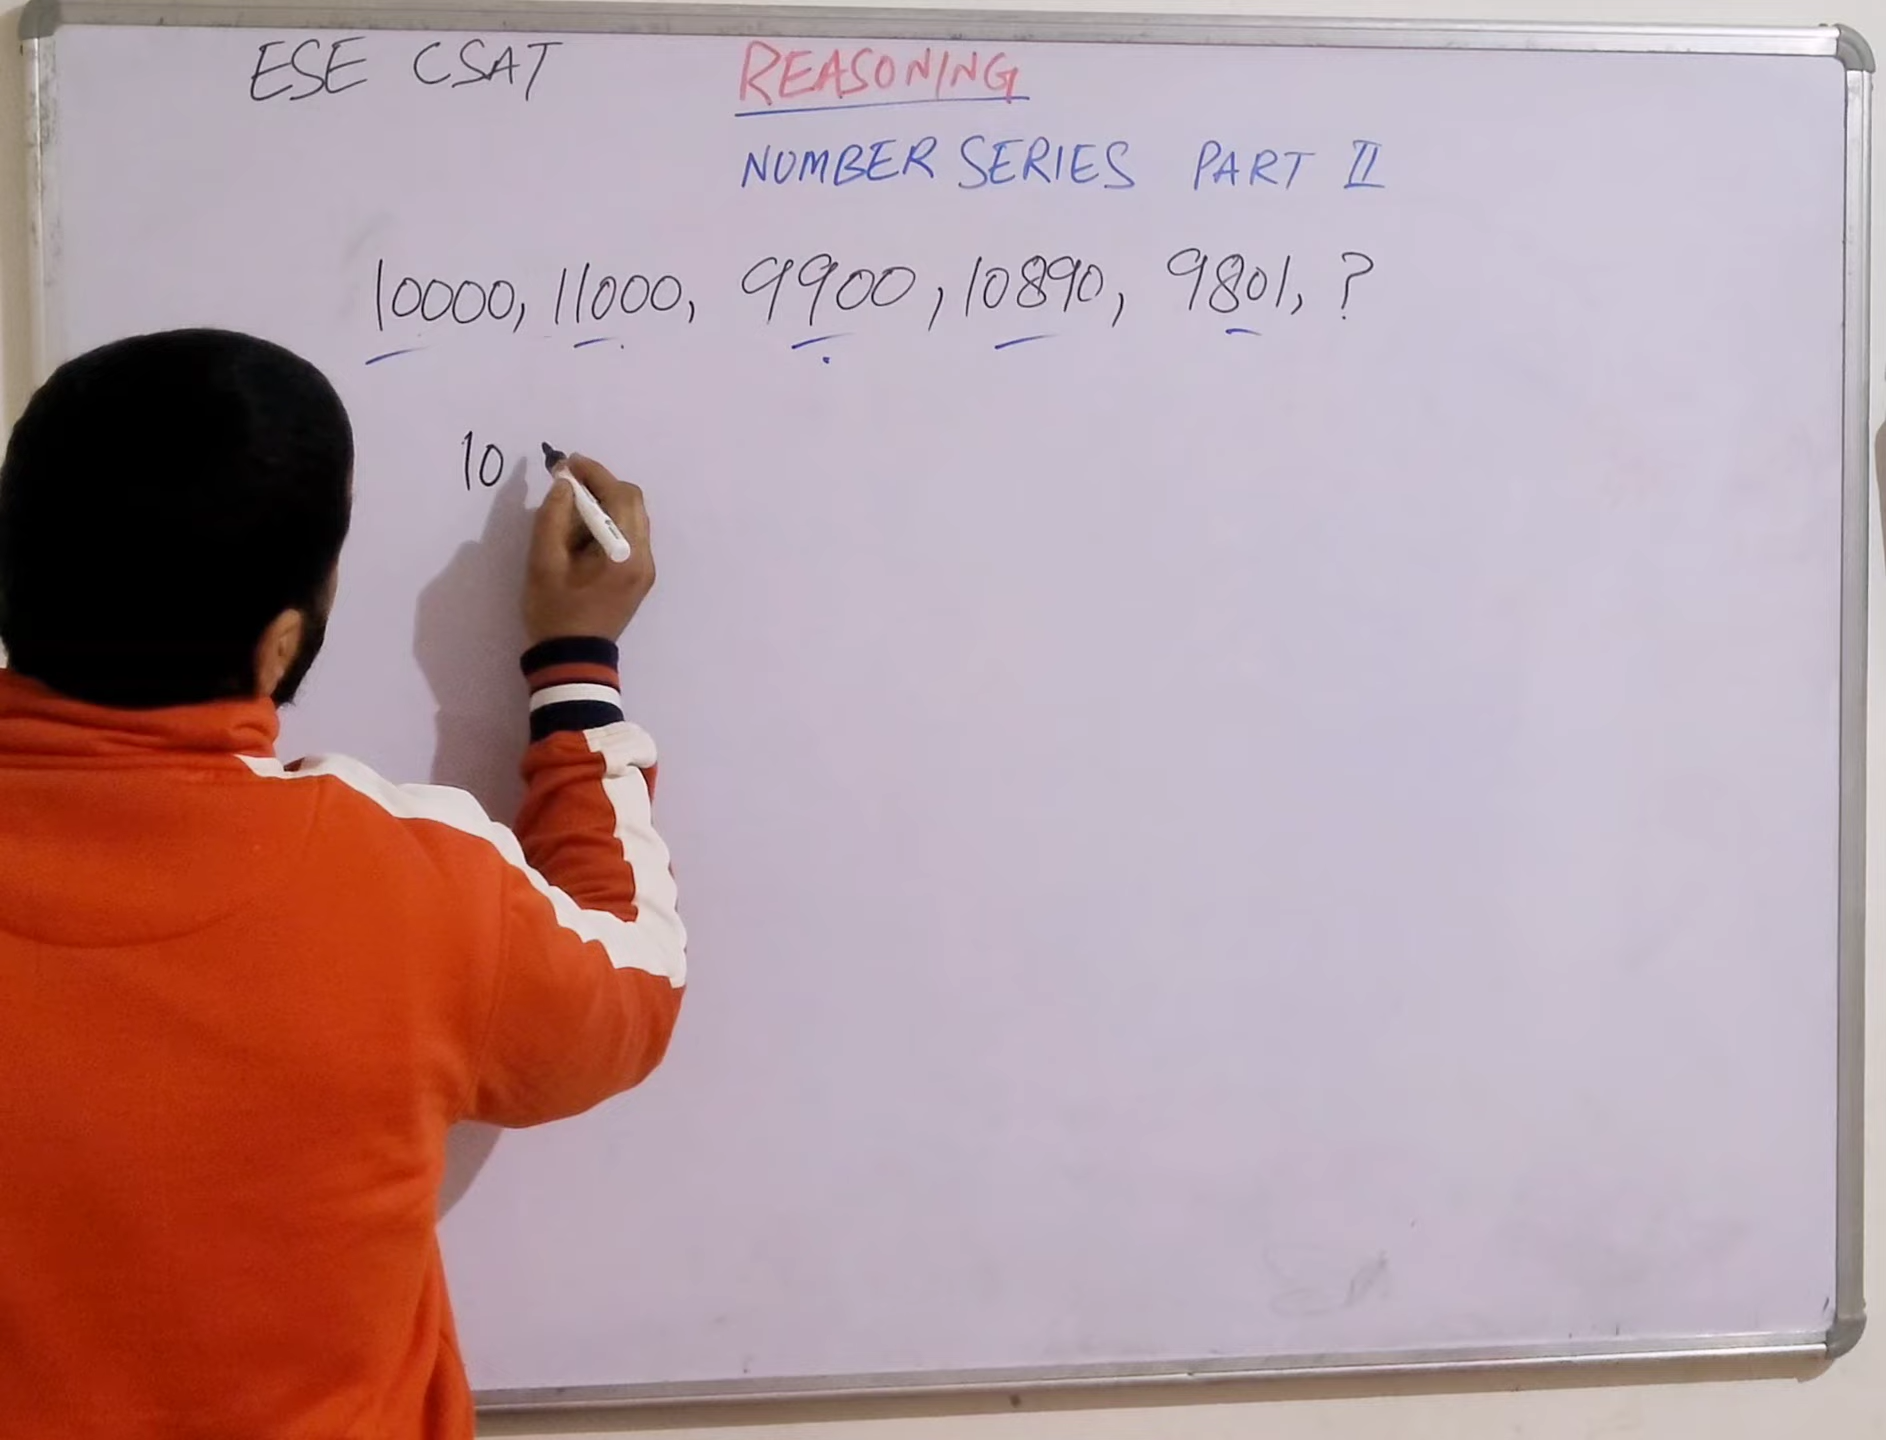 ESE CSAT REASONING
NUMBER SERIES PART II
10000, 11000, 9900, 10890, 9801, ?
10